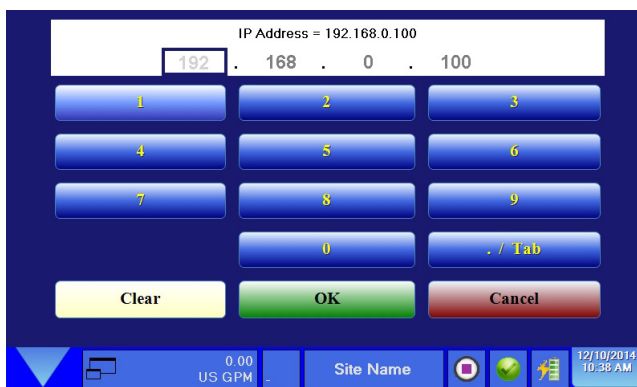 IP Address = 192.168.0.100
192 . 168 . 0 . 100
1 2 3
4 5 6
7 8 9
0 . / Tab
Clear OK Cancel
0.00
US GPM - Site Name
12/10/2014
10:38 AM